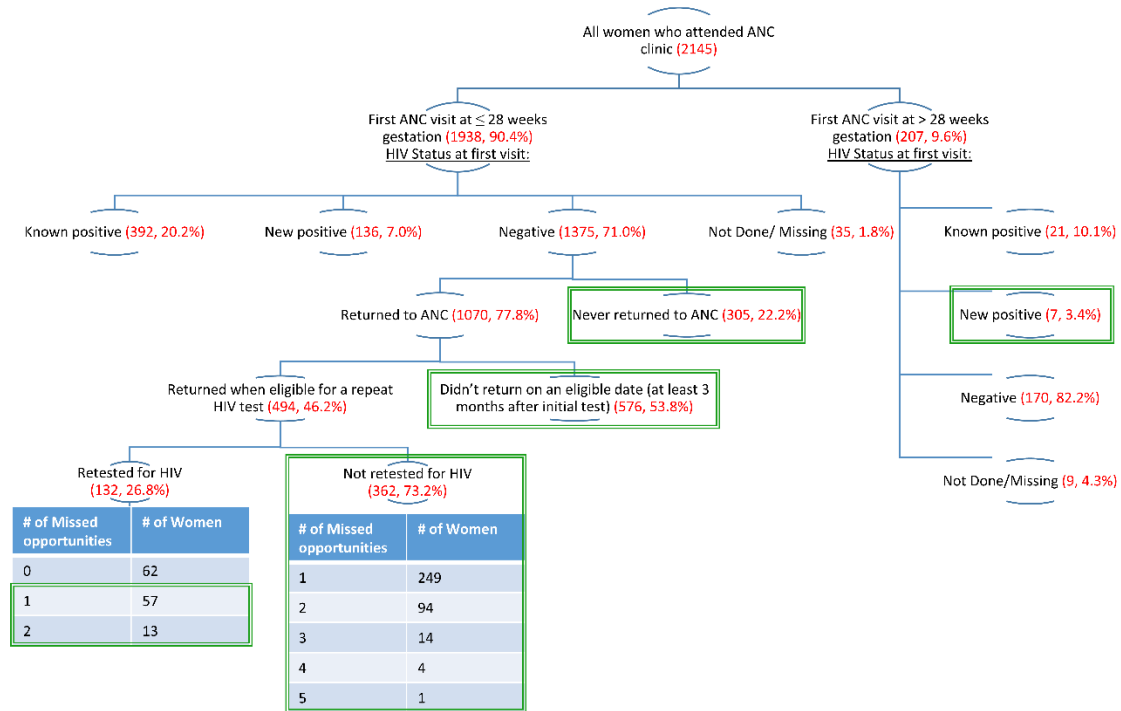 All women who attended ANC
clinic (2145)
First ANC visit at ≤ 28 weeks
gestation (1938, 90.4%)
HIV Status at first visit:
First ANC visit at > 28 weeks
gestation (207, 9.6%)
HIV Status at first visit:
Known positive (392, 20.2%)
New positive (136, 7.0%)
Negative (1375, 71.0%)
Not Done/ Missing (35, 1.8%)
Known positive (21, 10.1%)
Returned to ANC (1070, 77.8%)
Never returned to ANC (305, 22.2%)
New positive (7, 3.4%)
Returned when eligible for a repeat
HIV test (494, 46.2%)
Didn’t return on an eligible date (at least 3
months after initial test) (576, 53.8%)
Negative (170, 82.2%)
Retested for HIV
(132, 26.8%)
Not retested for HIV
(362, 73.2%)
Not Done/Missing (9, 4.3%)
# of Missed
opportunities
# of Women
0 62
1 57
2 13
# of Missed
opportunities
# of Women
1 249
2 94
3 14
4 4
5 1